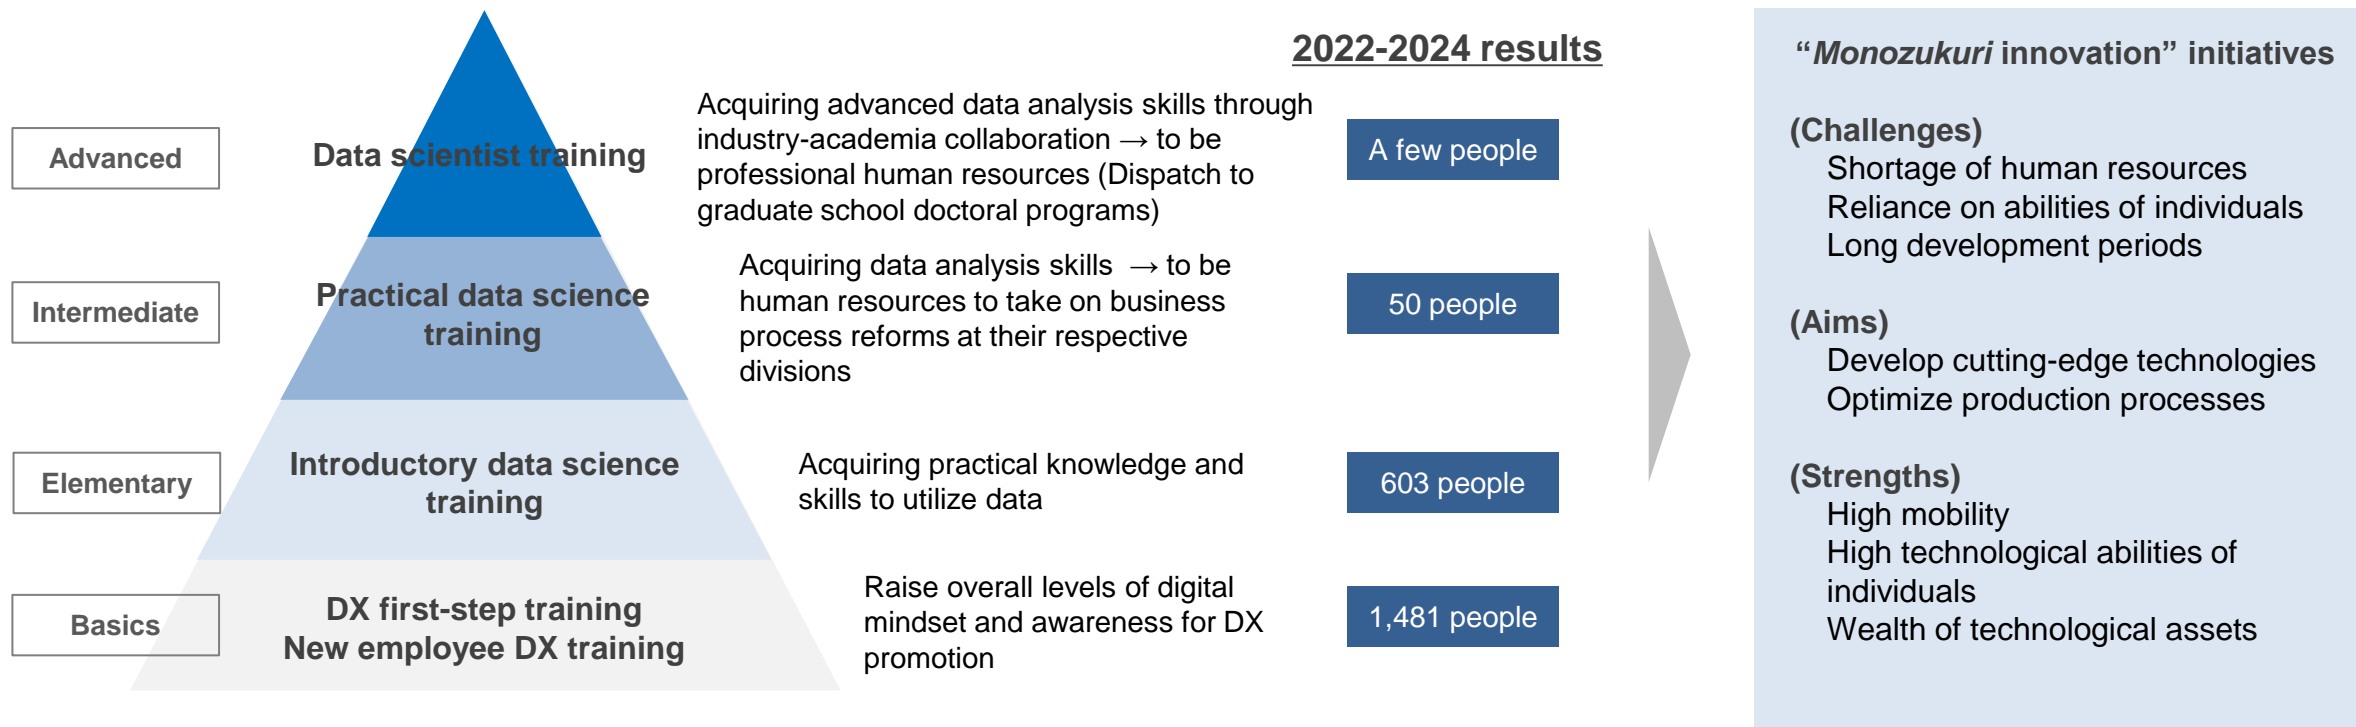 2022-2024 results
Advanced
Data scientist training
Acquiring advanced data analysis skills through
industry-academia collaboration → to be
professional human resources (Dispatch to
graduate school doctoral programs)
A few people
Intermediate
Practical data science
training
Acquiring data analysis skills → to be
human resources to take on business
process reforms at their respective
divisions
50 people
Elementary
Introductory data science
training
Acquiring practical knowledge and
skills to utilize data
603 people
Basics
DX first-step training
New employee DX training
Raise overall levels of digital
mindset and awareness for DX
promotion
1,481 people
“Monozukuri innovation” initiatives
(Challenges)
Shortage of human resources
Reliance on abilities of individuals
Long development periods
(Aims)
Develop cutting-edge technologies
Optimize production processes
(Strengths)
High mobility
High technological abilities of
individuals
Wealth of technological assets